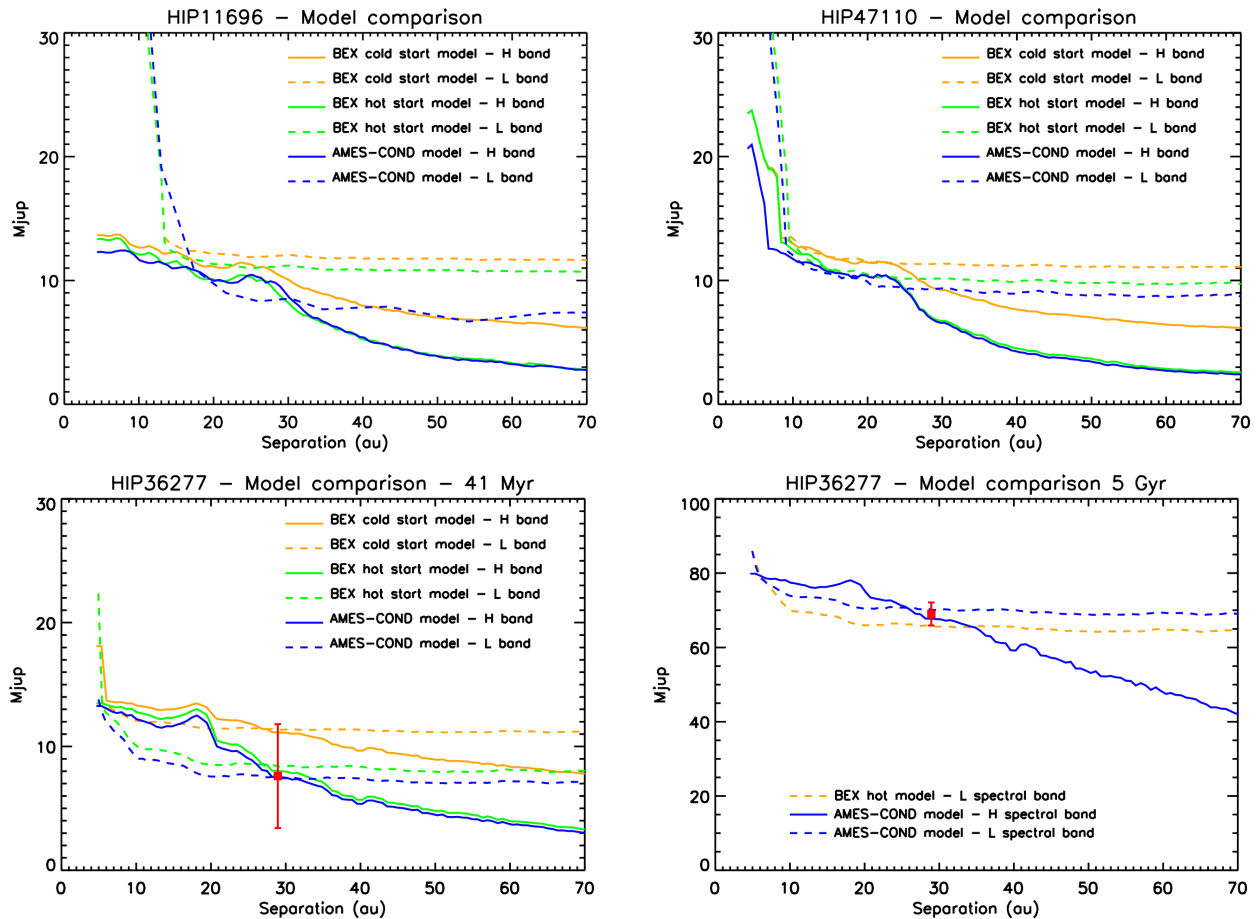 HIP11696 – Model comparison
30
20
10
0
Mjup
BEX cold start model – H band
BEX cold start model – L band
BEX hot start model – H band
BEX hot start model – L band
AMES-COND model – H band
AMES-COND model – L band
0 10 20 30 40 50 60 70
Separation (au)
HIP47110 – Model comparison
30
20
10
0
Mjup
BEX cold start model – H band
BEX cold start model – L band
BEX hot start model – H band
BEX hot start model – L band
AMES-COND model – H band
AMES-COND model – L band
0 10 20 30 40 50 60 70
Separation (au)
HIP36277 – Model comparison – 41 Myr
30
20
10
0
Mjup
BEX cold start model – H band
BEX cold start model – L band
BEX hot start model – H band
BEX hot start model – L band
AMES-COND model – H band
AMES-COND model – L band
0 10 20 30 40 50 60 70
Separation (au)
HIP36277 – Model comparison 5 Gyr
100
80
60
40
20
0
Mjup
BEX hot model – L spectral band
AMES-COND model – H spectral band
AMES-COND model – L spectral band
0 10 20 30 40 50 60 70
Separation (au)